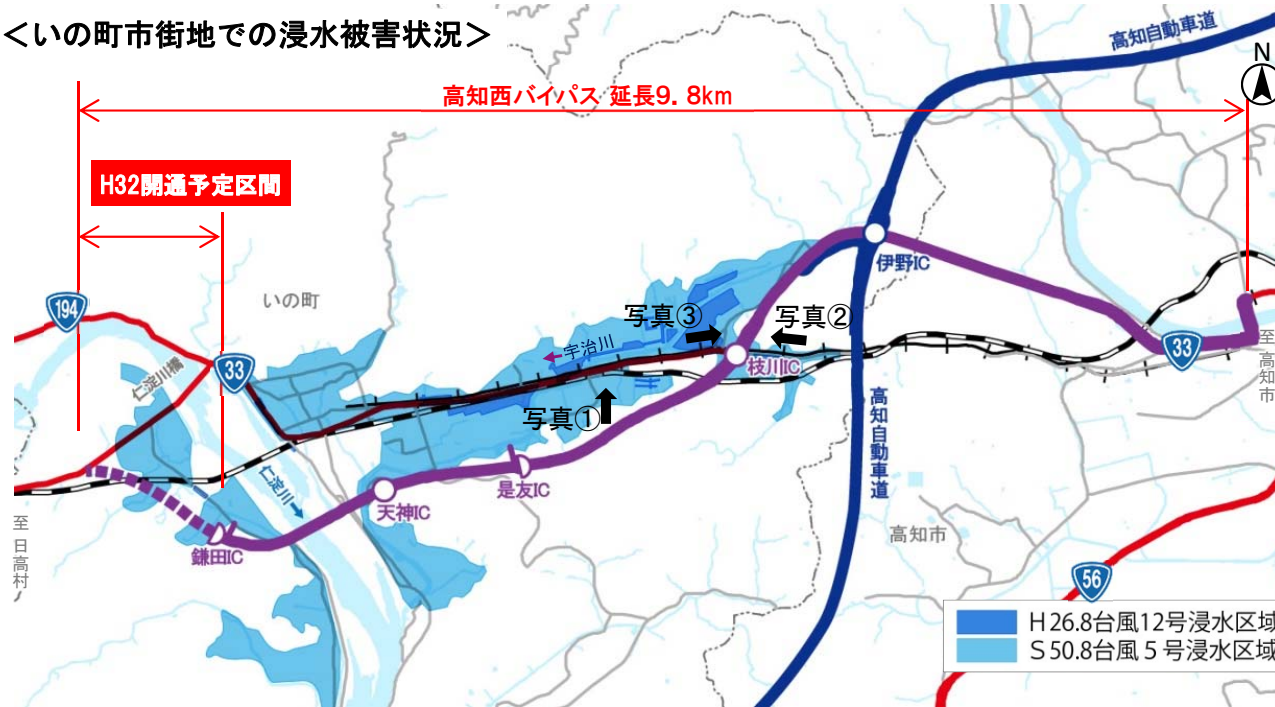 <いの町市街地での浸水被害状況>
高知自動車道
N
高知西バイパス 延長9.8km
H32開通予定区間
伊野IC
194
いの町
写真③
写真②
宇治川
33
枝川IC
33
至 高知市
仁淀川橋
写真①
高知自動車道
仁淀川
是友IC
天神IC
至 日高村
鎌田IC
高知市
56
H26.8台風12号浸水区域
S50.8台風5号浸水区域